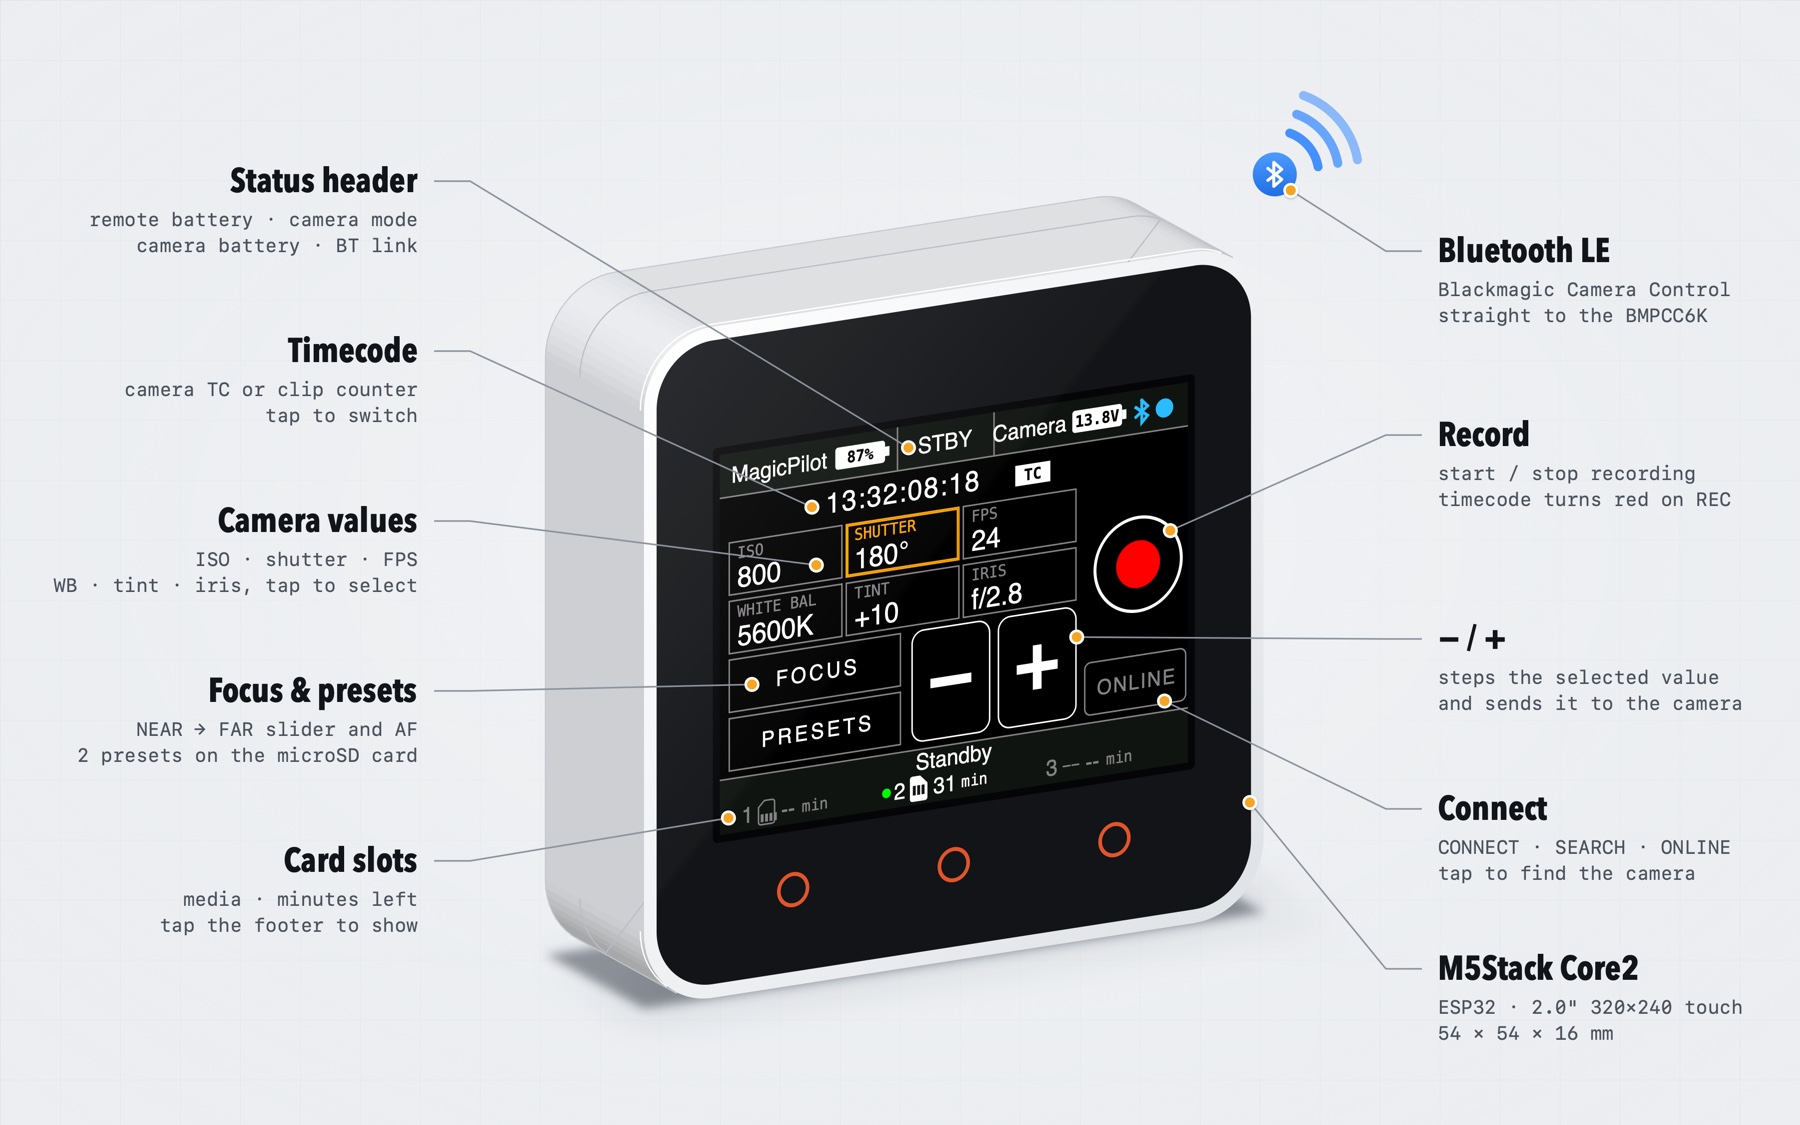 Status header
remote battery · camera mode
camera battery · BT link
Timecode
camera TC or clip counter
tap to switch
Camera values
ISO · shutter · FPS
WB · tint · iris, tap to select
Focus & presets
NEAR → FAR slider and AF
2 presets on the microSD card
Card slots
media · minutes left
tap the footer to show
MagicPilot 87% STBY Camera 13.8V
13:32:08:18 TC
ISO SHUTTER FPS
800 180° 24
WHITE BAL TINT IRIS
5600K +10 f/2.8
FOCUS − + ONLINE
PRESETS
Standby
1 -- min 2 31 min 3 -- -- min
Bluetooth LE
Blackmagic Camera Control
straight to the BMPCC6K
Record
start / stop recording
timecode turns red on REC
− / +
steps the selected value
and sends it to the camera
Connect
CONNECT · SEARCH · ONLINE
tap to find the camera
M5Stack Core2
ESP32 · 2.0" 320×240 touch
54 × 54 × 16 mm